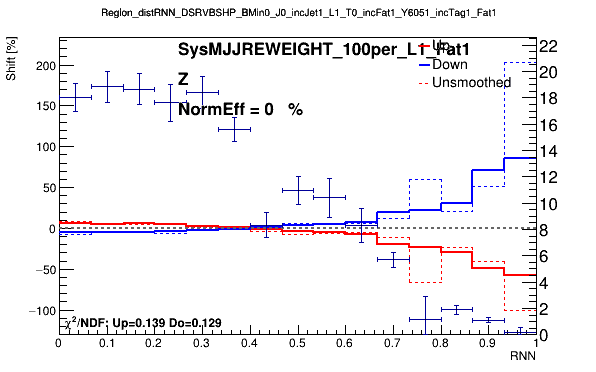 Region_distRNN_DSRVBSHP_BMin0_J0_incJet1_L1_T0_incFat1_Y6051_incTag1_Fat1
Shift [%]
SysMJJREWEIGHT_100per_L1_Fat1
Z
NormEff = 0 %
Up
Down
Unsmoothed
200
150
100
50
0
−50
−100
22
20
18
16
14
12
10
8
6
4
2
0
χ²/NDF: Up=0.139 Do=0.129
0 0.1 0.2 0.3 0.4 0.5 0.6 0.7 0.8 0.9 1
RNN